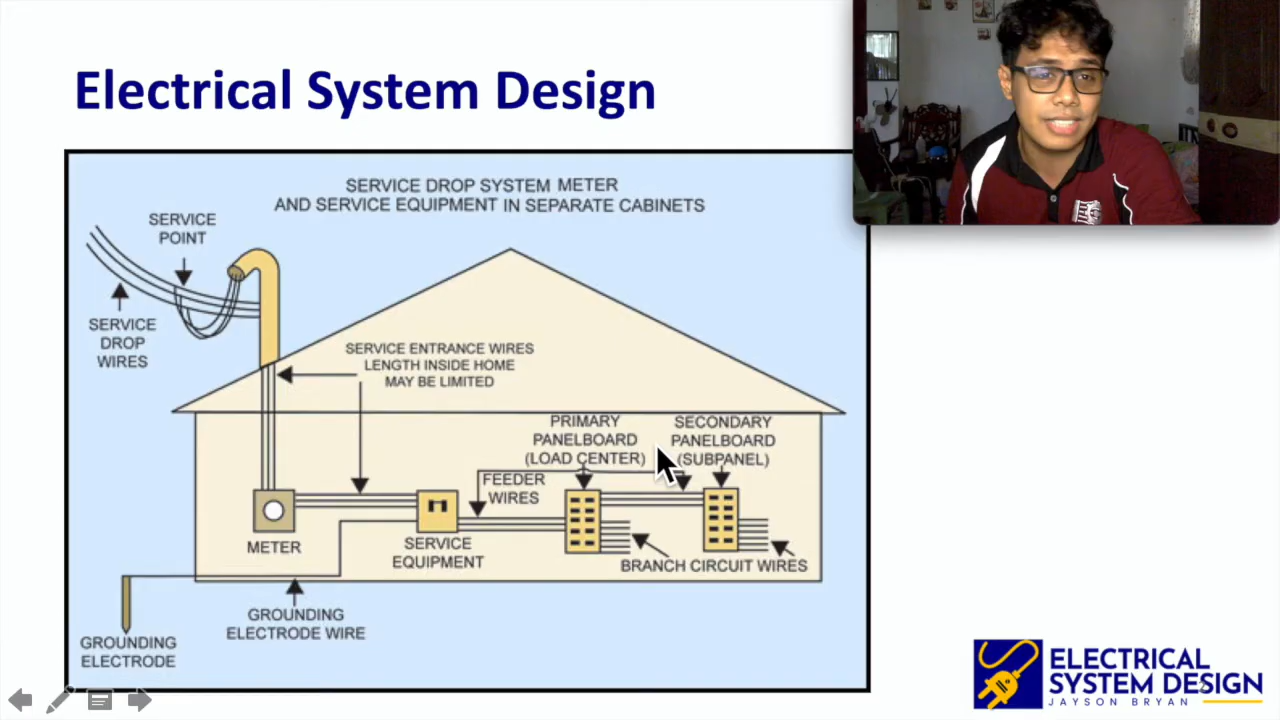 Electrical System Design
SERVICE DROP SYSTEM METER
AND SERVICE EQUIPMENT IN SEPARATE CABINETS
SERVICE
POINT
SERVICE
DROP
WIRES
SERVICE ENTRANCE WIRES
LENGTH INSIDE HOME
MAY BE LIMITED
PRIMARY
PANELBOARD
(LOAD CENTER)
SECONDARY
PANELBOARD
(SUBPANEL)
FEEDER
WIRES
METER
SERVICE
EQUIPMENT
BRANCH CIRCUIT WIRES
GROUNDING
ELECTRODE WIRE
GROUNDING
ELECTRODE
ELECTRICAL
SYSTEM DESIGN
JAYSON BRYAN